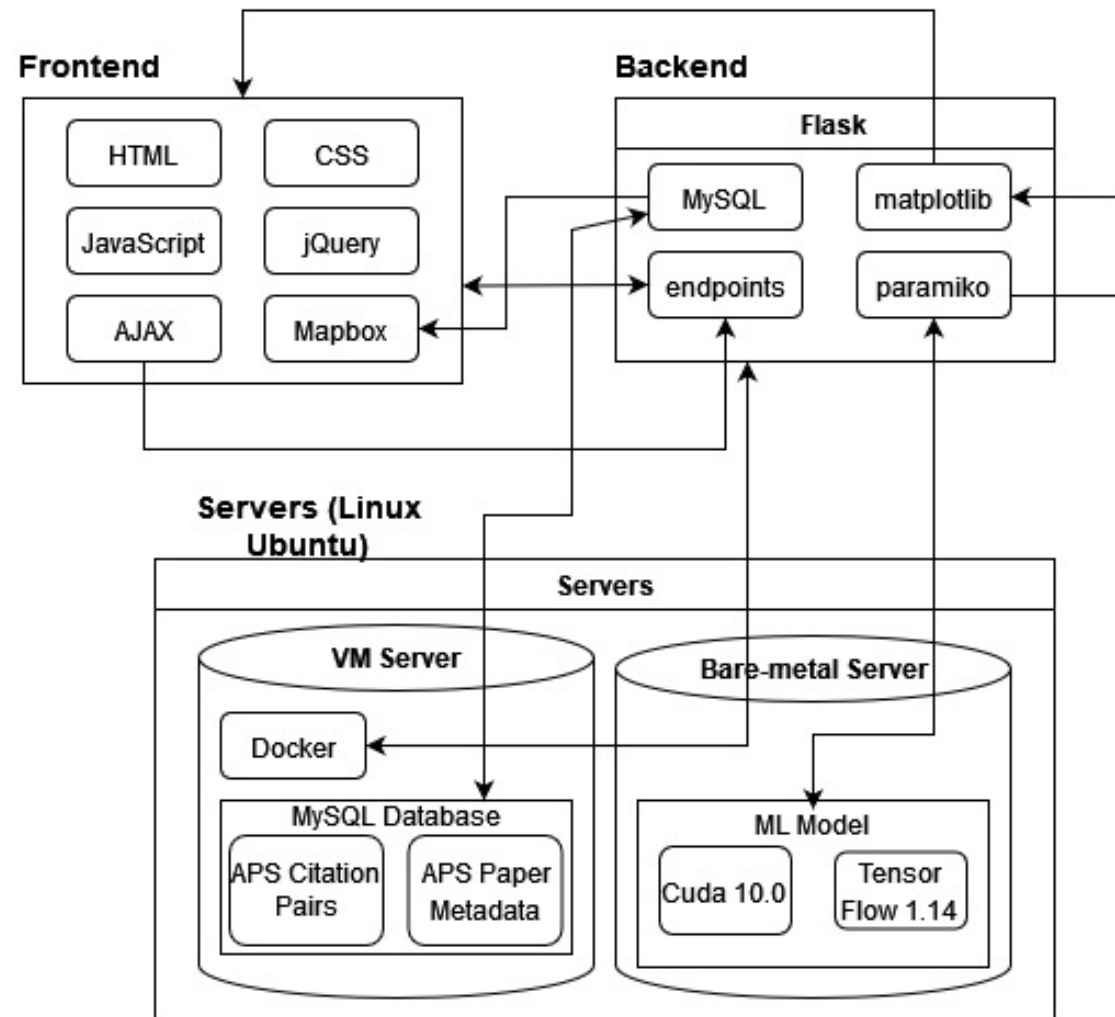 Frontend
HTML
CSS
JavaScript
jQuery
AJAX
Mapbox
Backend
Flask
MySQL
matplotlib
endpoints
paramiko
Servers (Linux
Ubuntu)
Servers
VM Server
Docker
MySQL Database
APS Citation
Pairs
APS Paper
Metadata
Bare-metal Server
ML Model
Cuda 10.0
Tensor
Flow 1.14